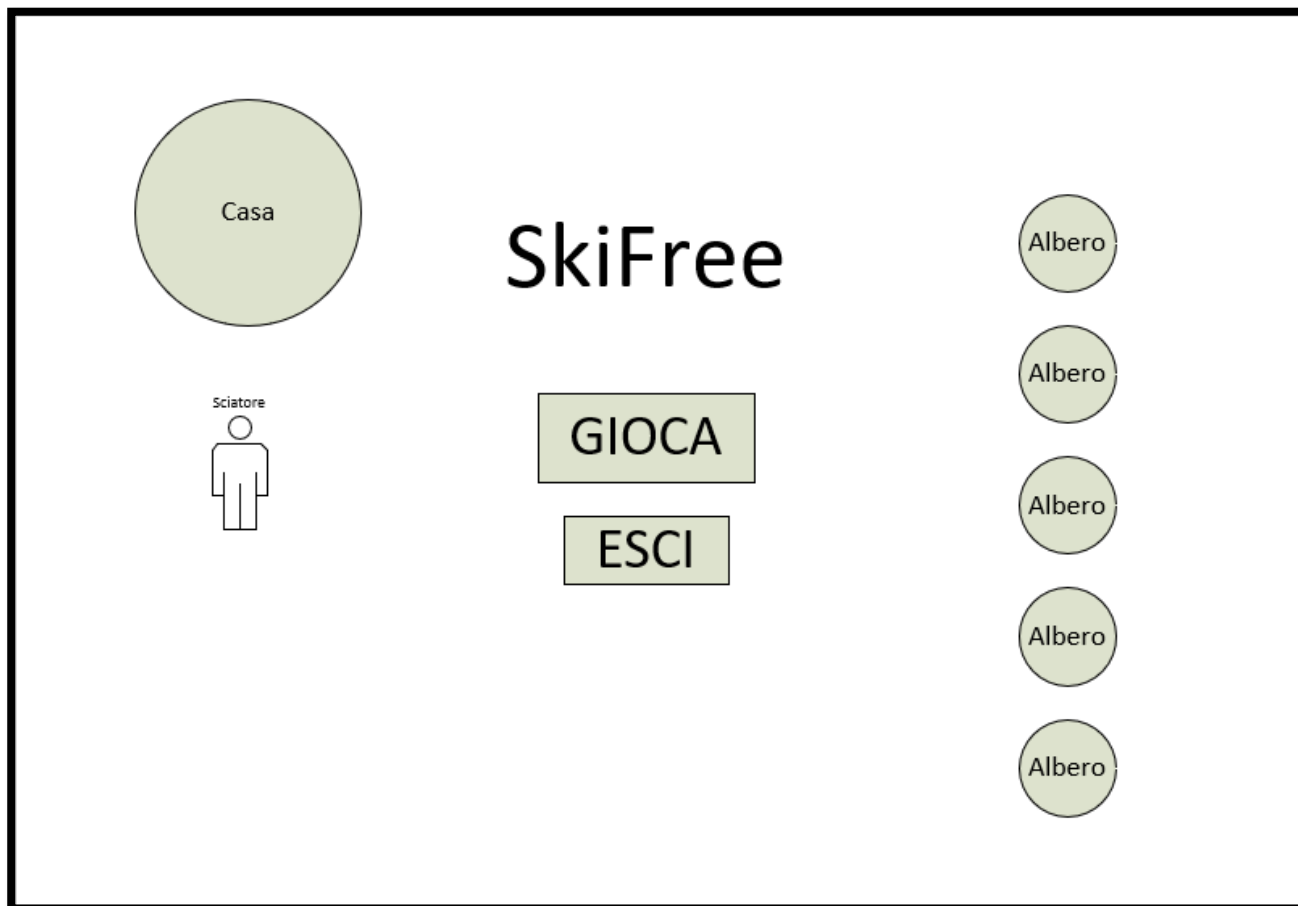 Casa
SkiFree
Albero
Albero
Sciatore
GIOCA
Albero
ESCI
Albero
Albero